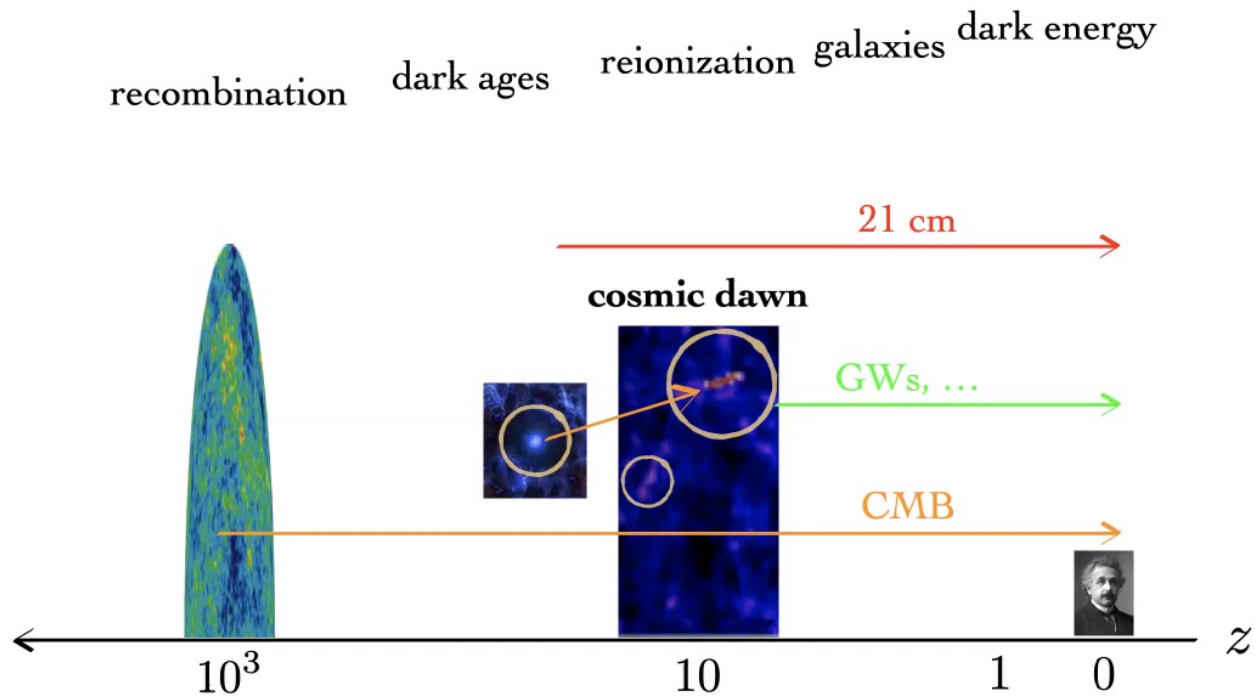 recombination
dark ages
reionization
galaxies
dark energy
21 cm
cosmic dawn
GWs, …
CMB
z
10³
10
1
0